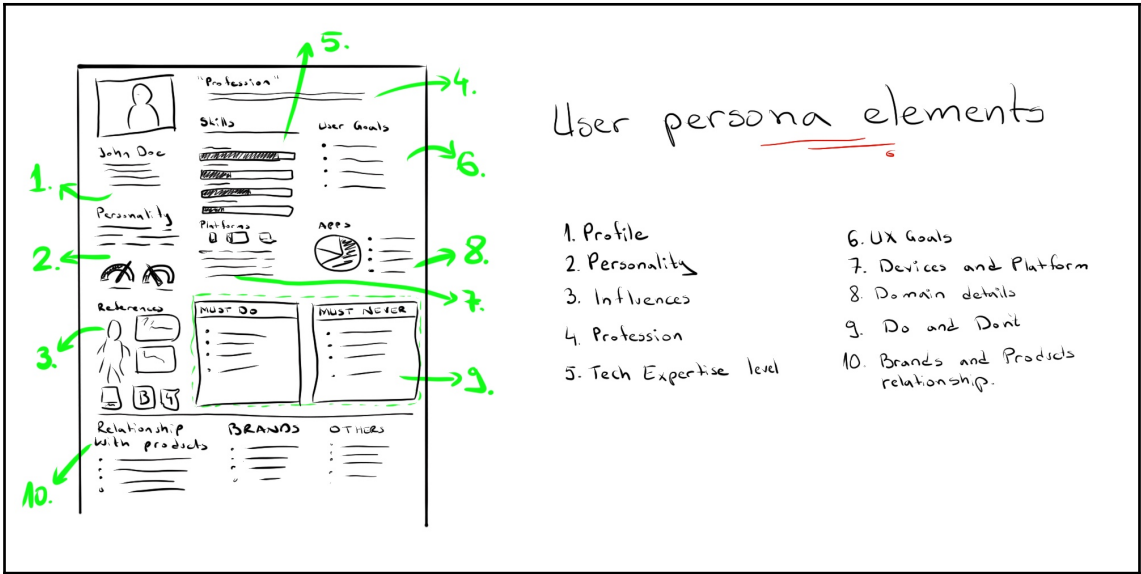 5.
"Profession"
4.
Skills
User Goals
John Doe
6.
1.
Personality
Platforms
Apps
2.
8.
7.
References
MUST DO
MUST NEVER
3.
B
9.
Relationship
with products
BRANDS
OTHERS
10.
User persona elements
6
1. Profile
2. Personality
3. Influences
4. Profession
5. Tech Expertise level
6. UX Goals
7. Devices and Platform
8. Domain details
9. Do and Dont
10. Brands and Products
relationship.